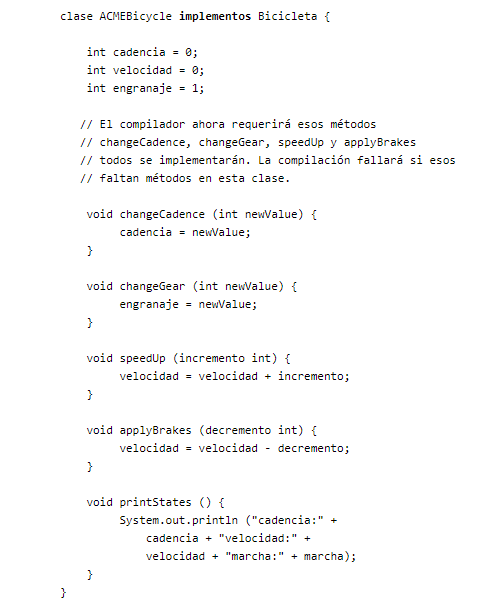 clase ACMEBicycle implementos Bicicleta {
int cadencia = 0;
int velocidad = 0;
int engranaje = 1;
// El compilador ahora requerirá esos métodos
// changeCadence, changeGear, speedUp y applyBrakes
// todos se implementarán. La compilación fallará si esos
// faltan métodos en esta clase.
void changeCadence (int newValue) {
cadencia = newValue;
}
void changeGear (int newValue) {
engranaje = newValue;
}
void speedUp (incremento int) {
velocidad = velocidad + incremento;
}
void applyBrakes (decremento int) {
velocidad = velocidad - decremento;
}
void printStates () {
System.out.println ("cadencia:" +
cadencia + "velocidad:" +
velocidad + "marcha:" + marcha);
}
}